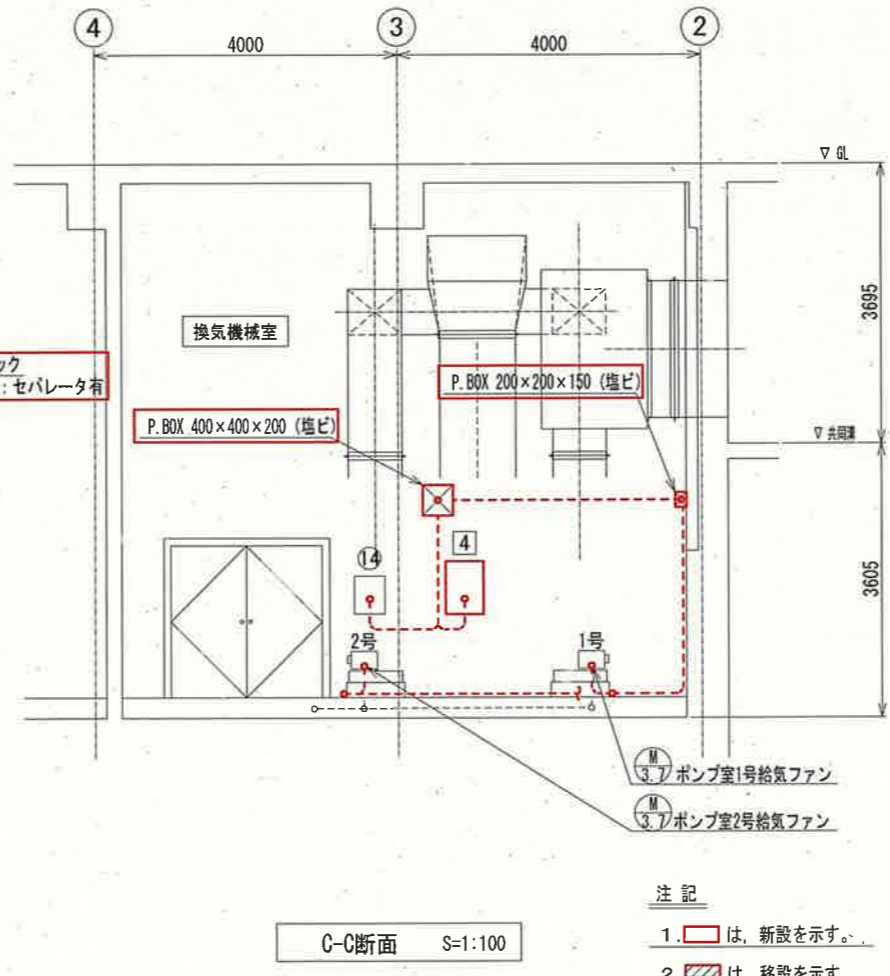 4
3
2
4000
4000
▽ GL
3695
換気機械室
ック
:セパレータ有
P.BOX 200×200×150 (塩ビ)
P.BOX 400×400×200 (塩ビ)
▽ 共同溝
3605
14
4
2号
1号
M
3.7 ポンプ室1号給気ファン
M
3.7 ポンプ室2号給気ファン
注 記
C-C断面 S=1:100
1. は, 新設を示す。
2. は, 移設を示す